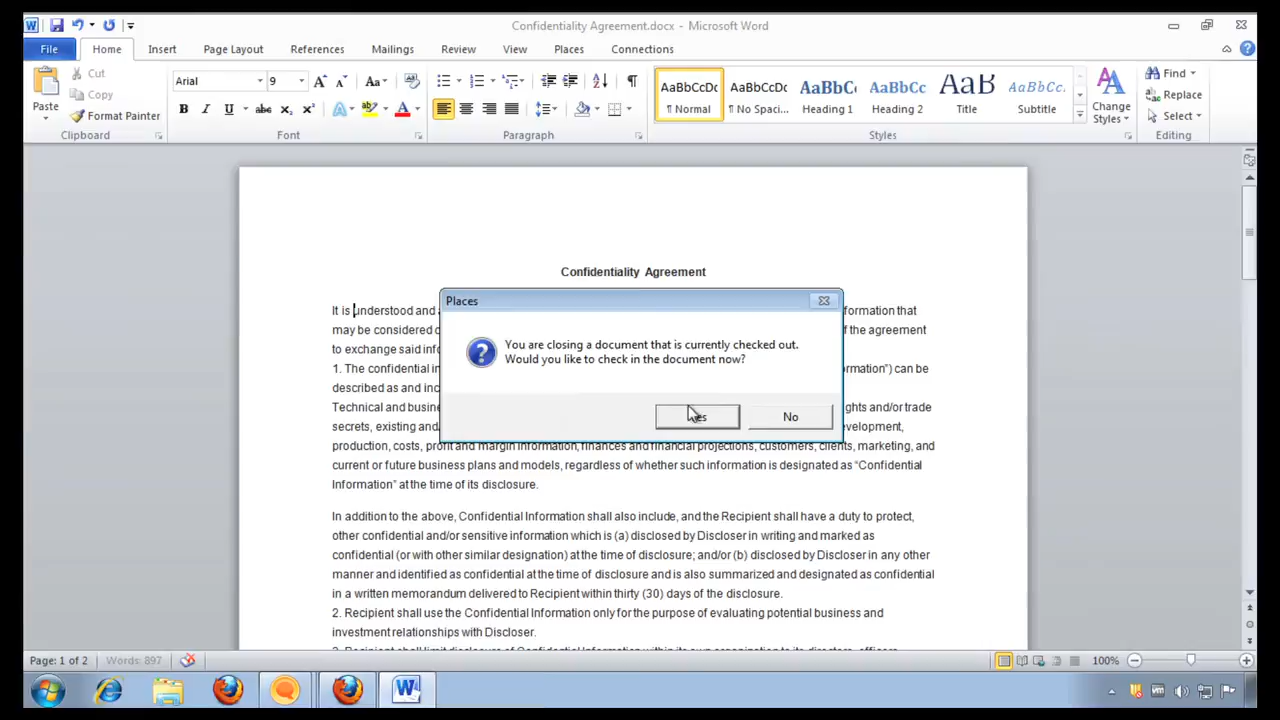 Confidentiality Agreement.docx - Microsoft Word
File Home Insert Page Layout References Mailings Review View Places Connections
Cut
Copy
Format Painter
Paste
Clipboard
Arial 9
Font
Paragraph
AaBbCcDc AaBbCcDc AaBbC AaBbCc AaB AaBbCc.
¶ Normal ¶ No Spaci... Heading 1 Heading 2 Title Subtitle
Change
Styles
Styles
Find
Replace
Select
Editing
Confidentiality Agreement
It is understood and
formation that
may be considered
f the agreement
to exchange said
1. The confidential
ormation”) can be
described as and
Places
You are closing a document that is currently checked out.
Would you like to check in the document now?
No
Technical and
ghts and/or trade
secrets, existing
development,
production, costs, profit and margin information, finances and financial projections, customers, clients, marketing, and
current or future business plans and models, regardless of whether such information is designated as “Confidential
Information” at the time of its disclosure.
In addition to the above, Confidential Information shall also include, and the Recipient shall have a duty to protect,
other confidential and/or sensitive information which is (a) disclosed by Discloser in writing and marked as
confidential (or with other similar designation) at the time of disclosure; and/or (b) disclosed by Discloser in any other
manner and identified as confidential at the time of disclosure and is also summarized and designated as confidential
in a written memorandum delivered to Recipient within thirty (30) days of the disclosure.
2. Recipient shall use the Confidential Information only for the purpose of evaluating potential business and
investment relationships with Discloser.
Page: 1 of 2 Words: 897
100%